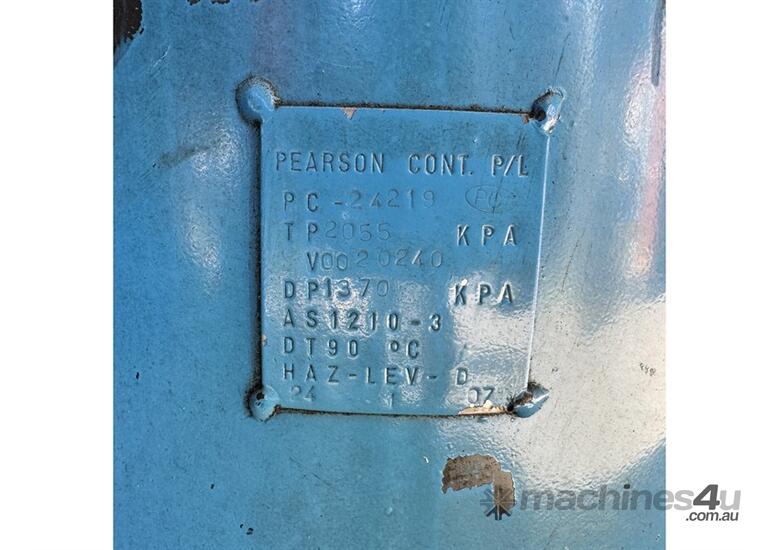 PEARSON CONT. P/L
PC-24219 PC
TP2055 KPA
V0020240
DP1370 KPA
AS1210-3
DT90 °C
HAZ-LEV-D
24 1 07
machines4u
.com.au